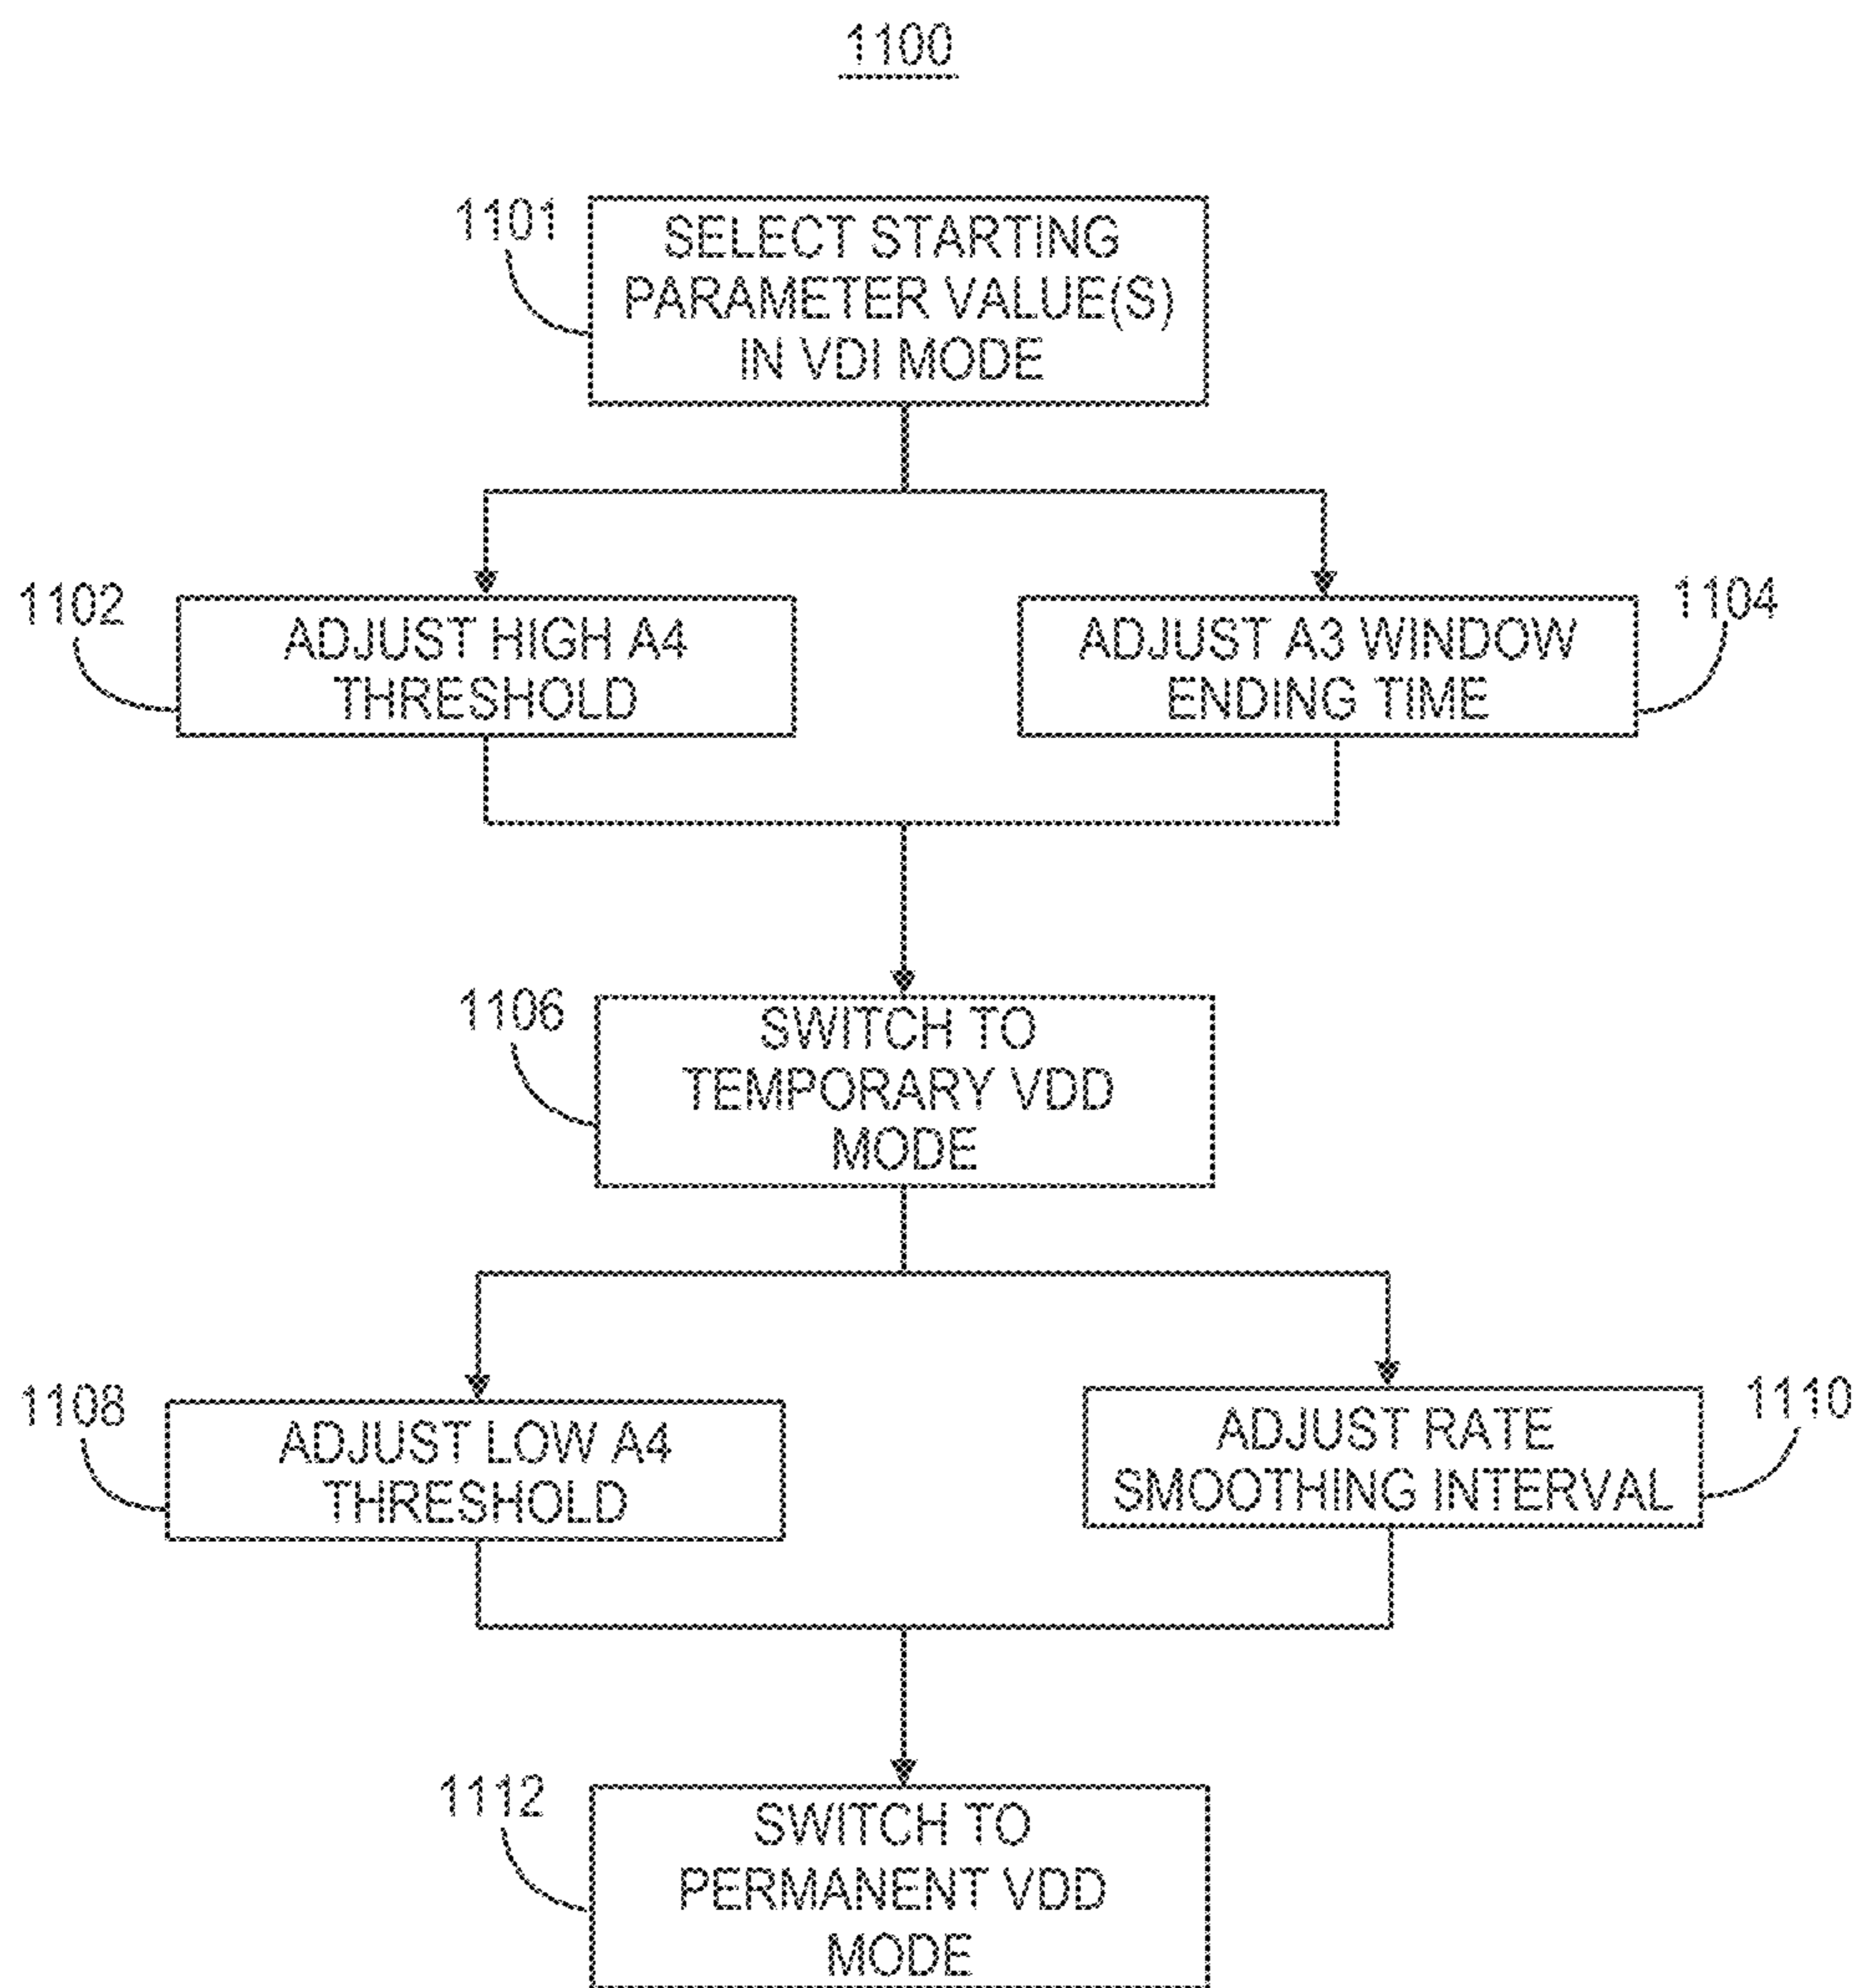 1100
1101
SELECT STARTING
PARAMETER VALUE(S)
IN VDI MODE
1102
ADJUST HIGH A4
THRESHOLD
1104
ADJUST A3 WINDOW
ENDING TIME
1106
SWITCH TO
TEMPORARY VDD
MODE
1108
ADJUST LOW A4
THRESHOLD
1110
ADJUST RATE
SMOOTHING INTERVAL
1112
SWITCH TO
PERMANENT VDD
MODE